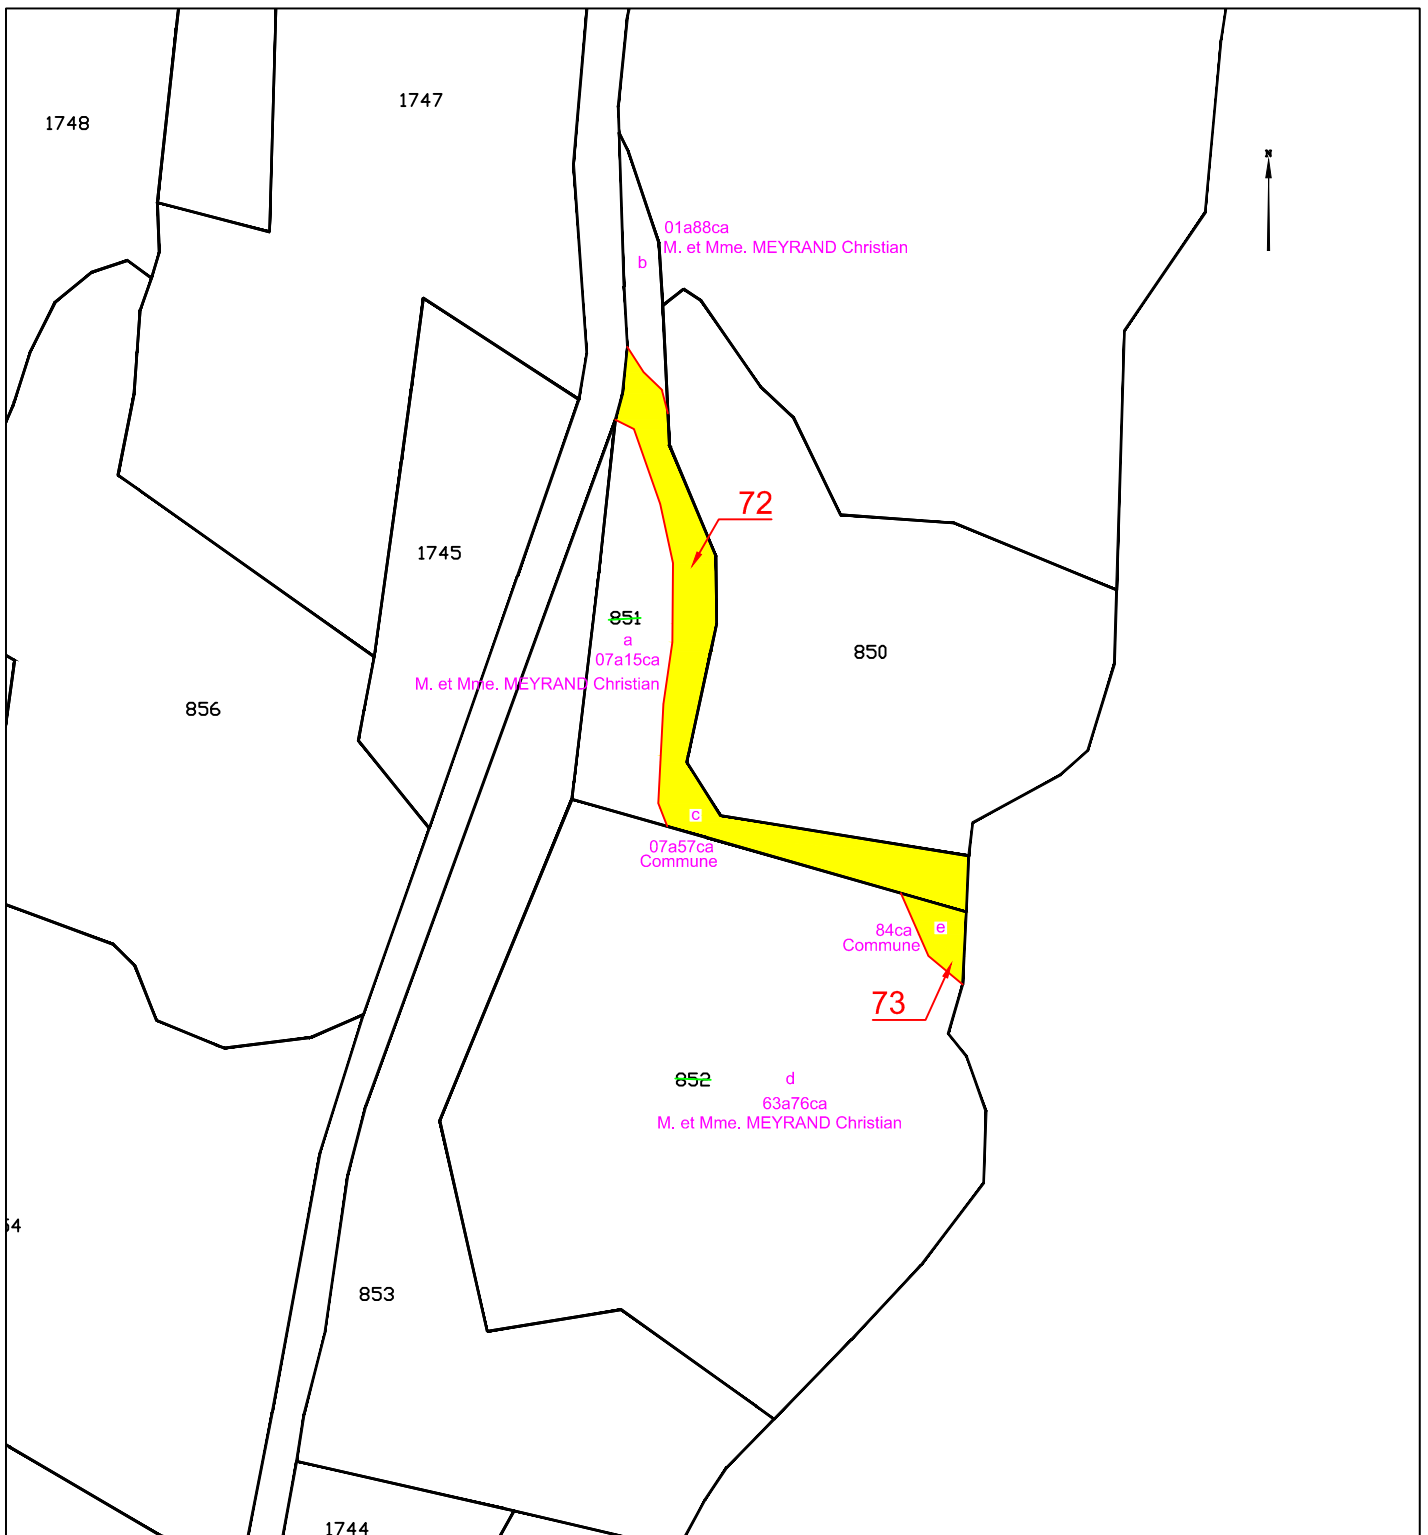 1747
1748
N
01a88ca
M. et Mme. MEYRAND Christian
b
72
1745
851
a
07a15ca
M. et Mme. MEYRAND Christian
850
856
c
07a57ca
Commune
84ca
Commune
e
73
852
d
63a76ca
M. et Mme. MEYRAND Christian
853
1744